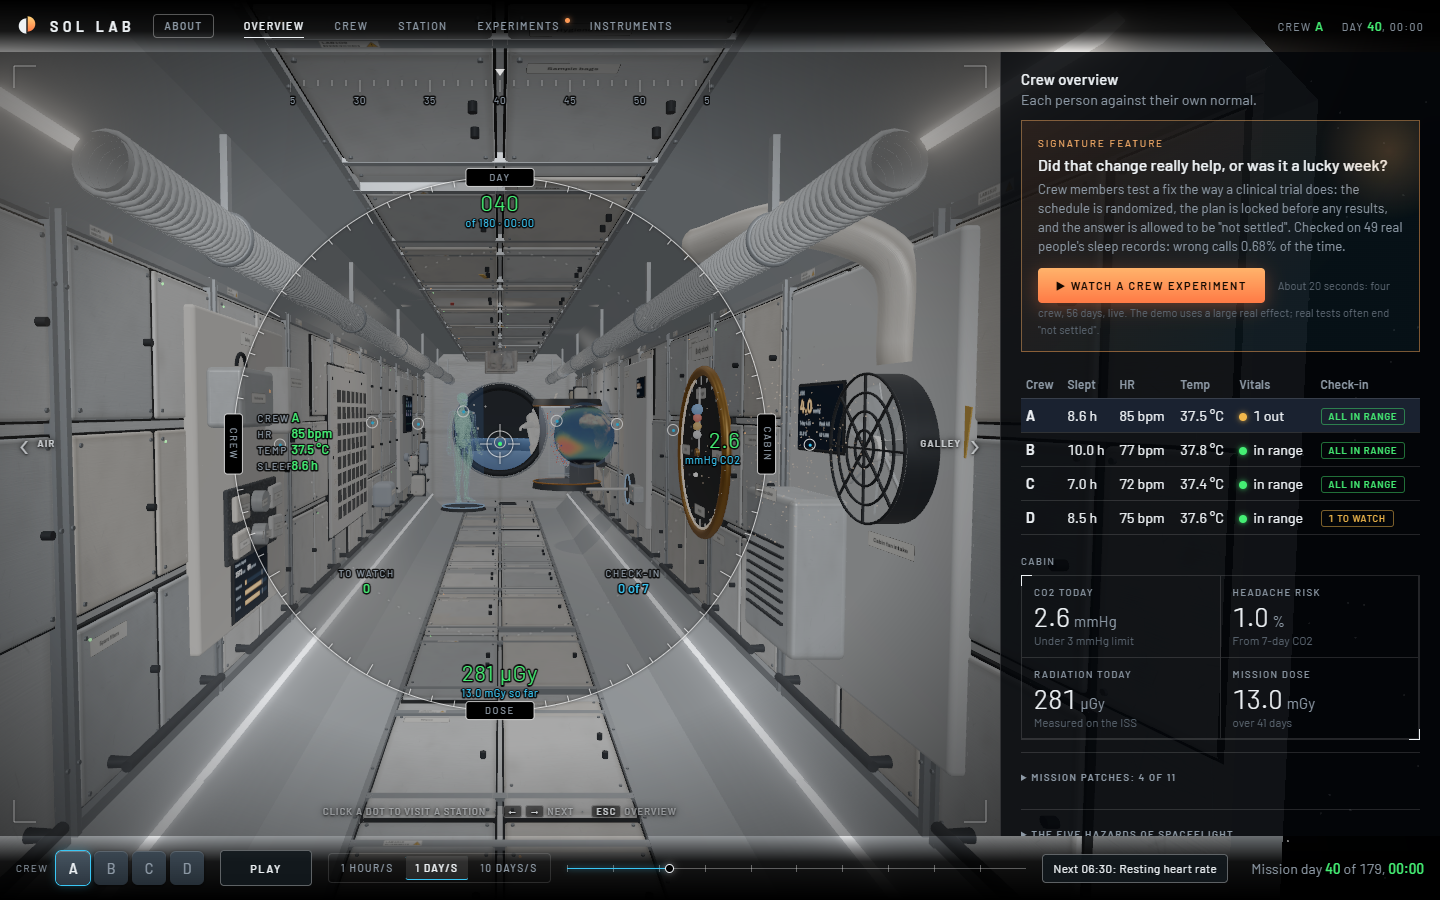 SOL LAB
ABOUT
OVERVIEW
CREW
STATION
EXPERIMENTS
INSTRUMENTS
CREW A
DAY 40, 00:00
5 30 35 40 45 50 5
DAY
040
of 180 · 00:00
CREW
CREW A
HR 85 bpm
TEMP 37.5 °C
SLEEP 8.6 h
2.6
mmHg CO2
CABIN
AIR
GALLEY
TO WATCH
0
CHECK-IN
0 of 7
281 µGy
13.0 mGy so far
DOSE
CLICK A DOT TO VISIT A STATION
← → NEXT · ESC OVERVIEW
Crew overview
Each person against their own normal.
SIGNATURE FEATURE
Did that change really help, or was it a lucky week?
Crew members test a fix the way a clinical trial does: the
schedule is randomized, the plan is locked before any results,
and the answer is allowed to be "not settled". Checked on 49 real
people's sleep records: wrong calls 0.68% of the time.
▶ WATCH A CREW EXPERIMENT
About 20 seconds: four
crew, 56 days, live. The demo uses a large real effect; real tests often end
"not settled".
Crew Slept HR Temp Vitals Check-in
A 8.6 h 85 bpm 37.5 °C 1 out ALL IN RANGE
B 10.0 h 77 bpm 37.8 °C in range ALL IN RANGE
C 7.0 h 72 bpm 37.4 °C in range ALL IN RANGE
D 8.5 h 75 bpm 37.6 °C in range 1 TO WATCH
CABIN
CO2 TODAY
2.6 mmHg
Under 3 mmHg limit
HEADACHE RISK
1.0 %
From 7-day CO2
RADIATION TODAY
281 µGy
Measured on the ISS
MISSION DOSE
13.0 mGy
over 41 days
▶ MISSION PATCHES: 4 OF 11
▶ THE FIVE HAZARDS OF SPACEFLIGHT
CREW A B C D
PLAY
1 HOUR/S 1 DAY/S 10 DAYS/S
Next 06:30: Resting heart rate
Mission day 40 of 179, 00:00